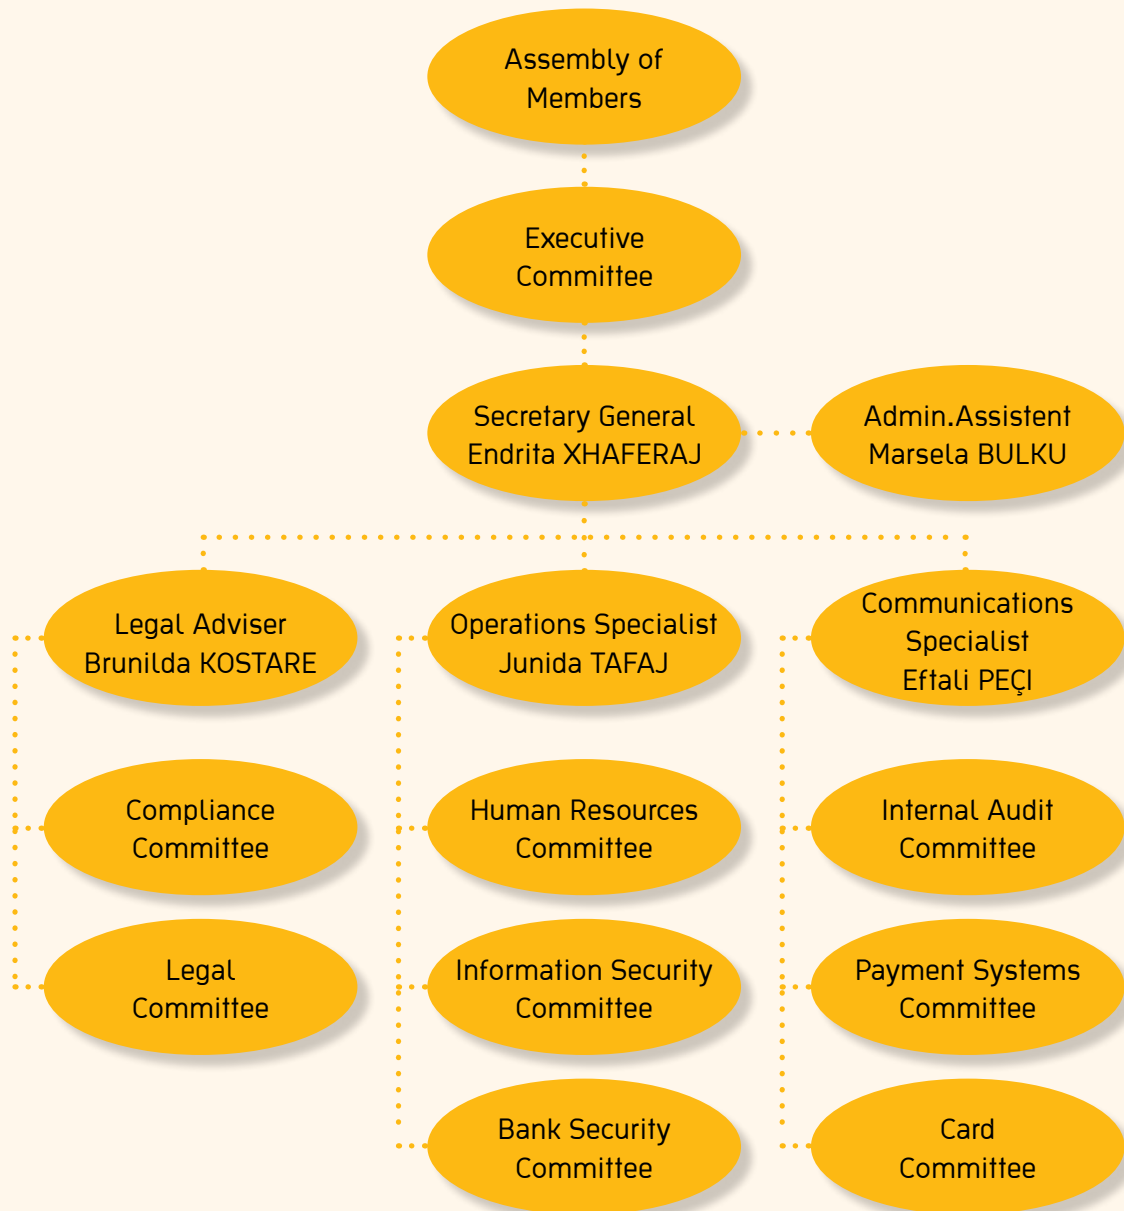 Assembly of
Members
Executive
Committee
Secretary General
Endrita XHAFERAJ
Admin.Assistent
Marsela BULKU
Legal Adviser
Brunilda KOSTARE
Operations Specialist
Junida TAFAJ
Communications
Specialist
Eftali PEÇI
Compliance
Committee
Human Resources
Committee
Internal Audit
Committee
Legal
Committee
Information Security
Committee
Payment Systems
Committee
Bank Security
Committee
Card
Committee